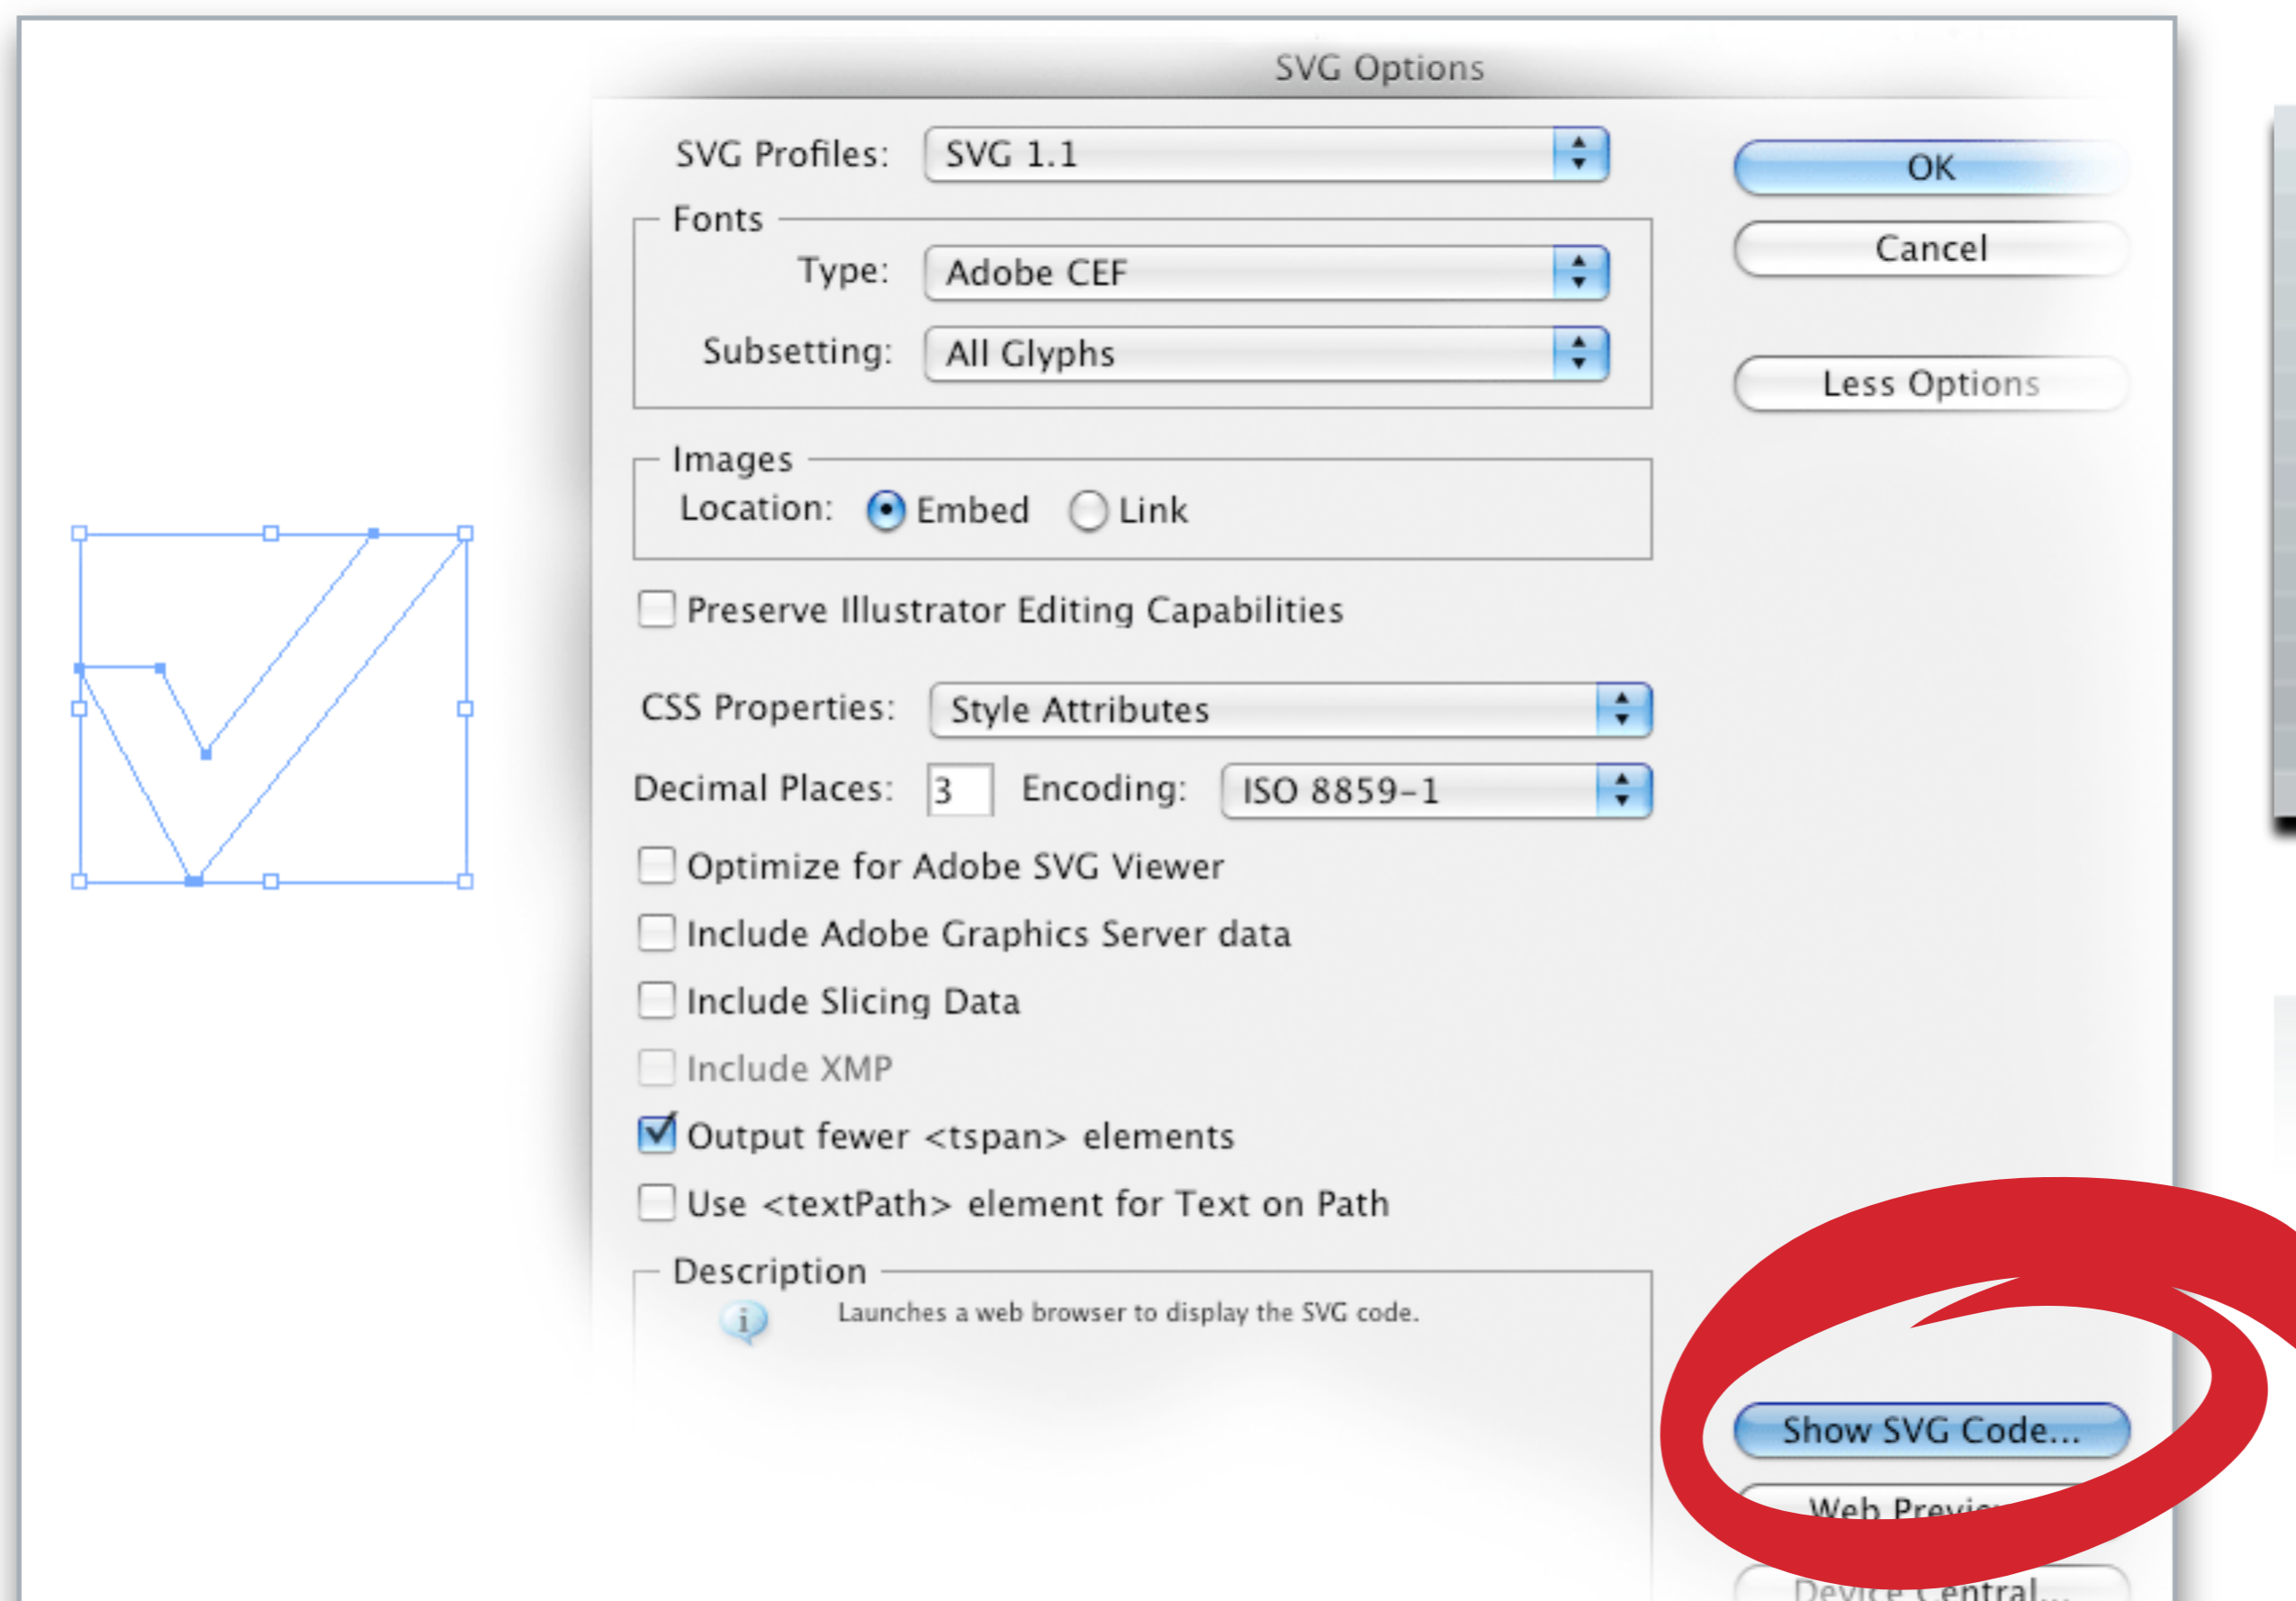 SVG Options
SVG Profiles: SVG 1.1
OK
Fonts
Cancel
Type: Adobe CEF
Subsetting: All Glyphs
Less Options
Images
Location: Embed Link
Preserve Illustrator Editing Capabilities
CSS Properties: Style Attributes
Decimal Places: 3 Encoding: ISO 8859-1
Optimize for Adobe SVG Viewer
Include Adobe Graphics Server data
Include Slicing Data
Include XMP
Output fewer <tspan> elements
Use <textPath> element for Text on Path
Description
Launches a web browser to display the SVG code.
Show SVG Code...
Web
Device Central...